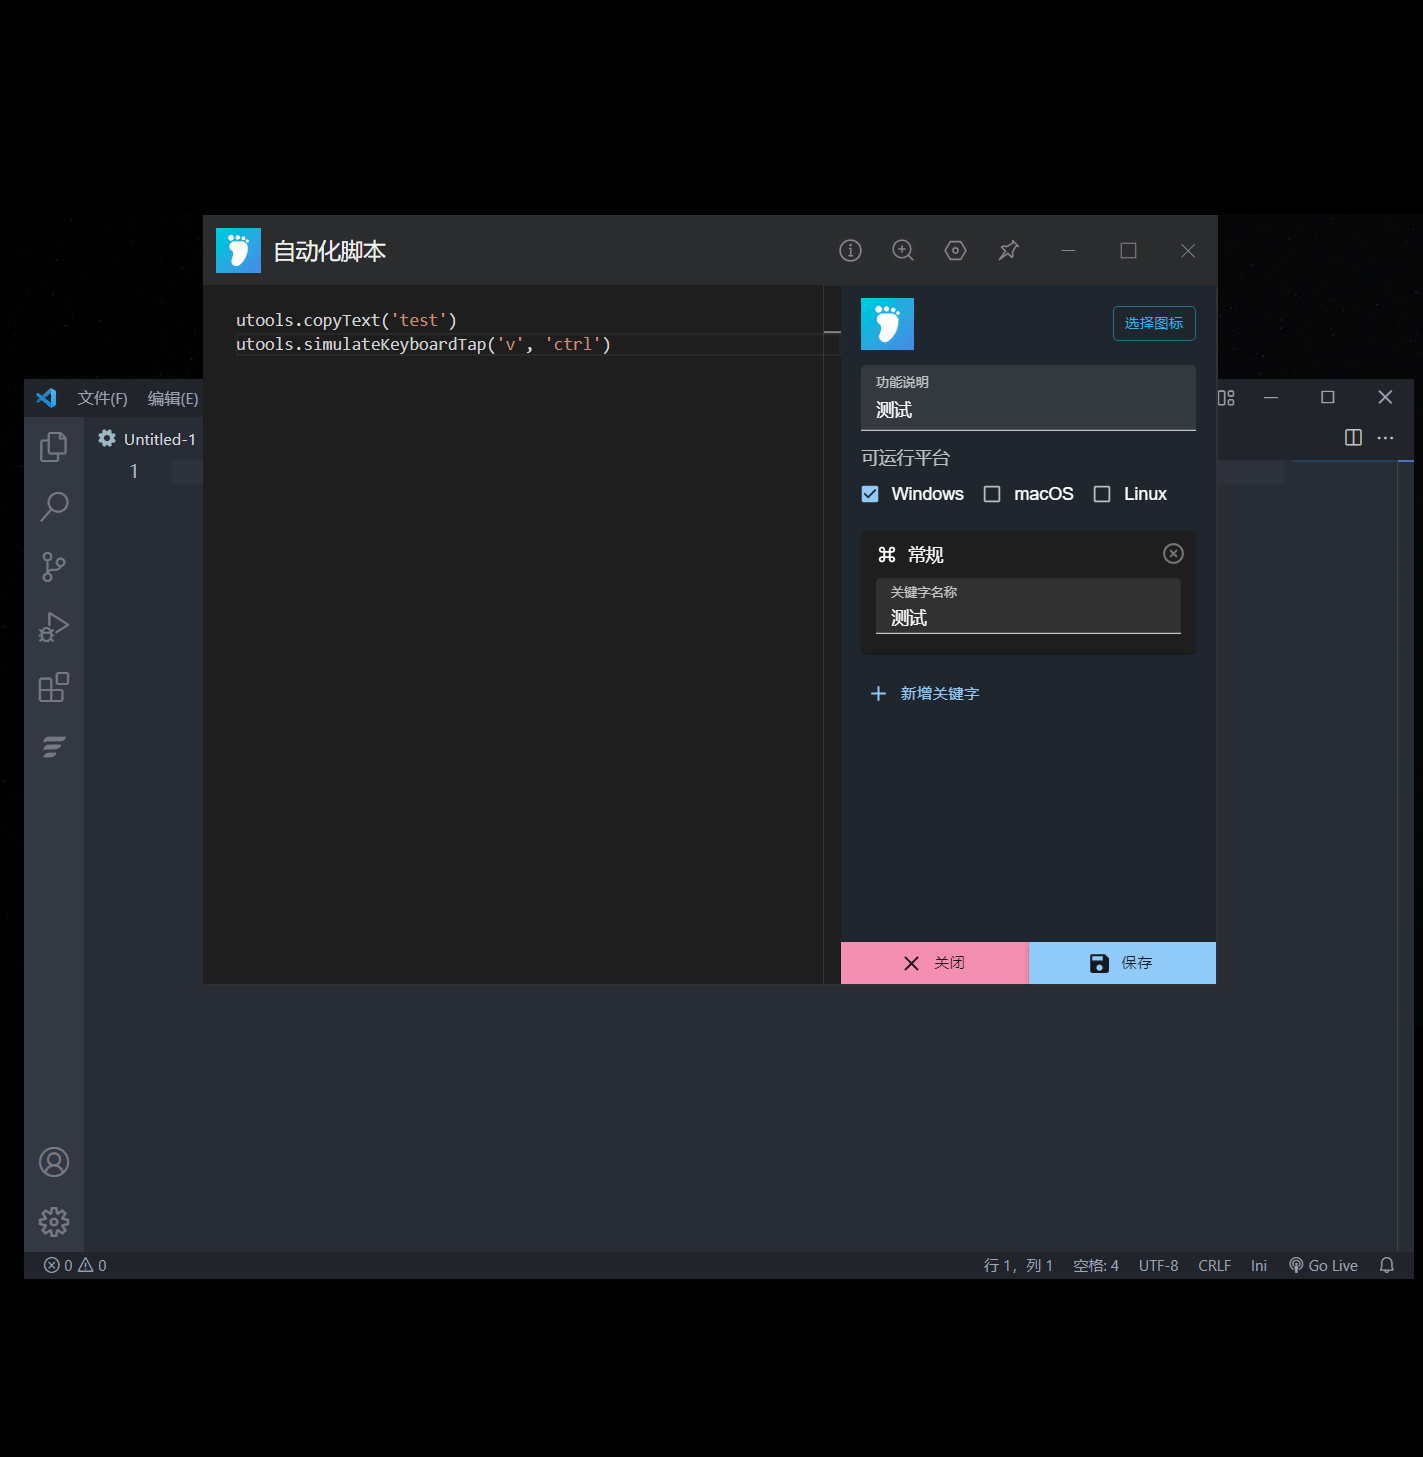 自动化脚本
utools.copyText('test')
utools.simulateKeyboardTap('v', 'ctrl')
选择图标
功能说明
测试
可运行平台
Windows macOS Linux
常规
关键字名称
测试
新增关键字
关闭 保存
文件(F) 编辑(E)
Untitled-1
1
0 0 行 1，列 1 空格: 4 UTF-8 CRLF Ini Go Live